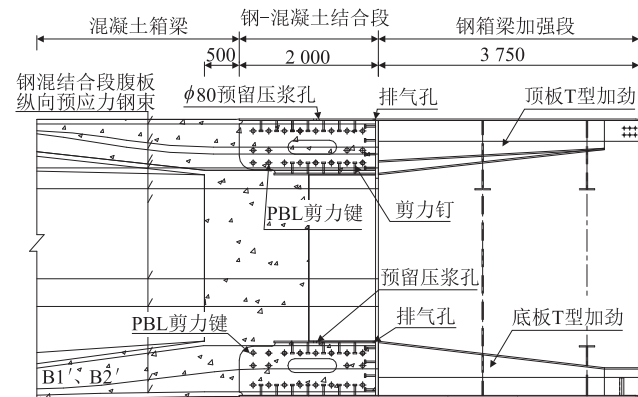 混凝土箱梁
钢-混凝土结合段
钢箱梁加强段
500
2 000
3 750
钢混结合段腹板
纵向预应力钢束
ϕ80预留压浆孔
排气孔
顶板T型加劲
PBL剪力键
剪力钉
预留压浆孔
PBL剪力键
排气孔
底板T型加劲
B1′、B2′